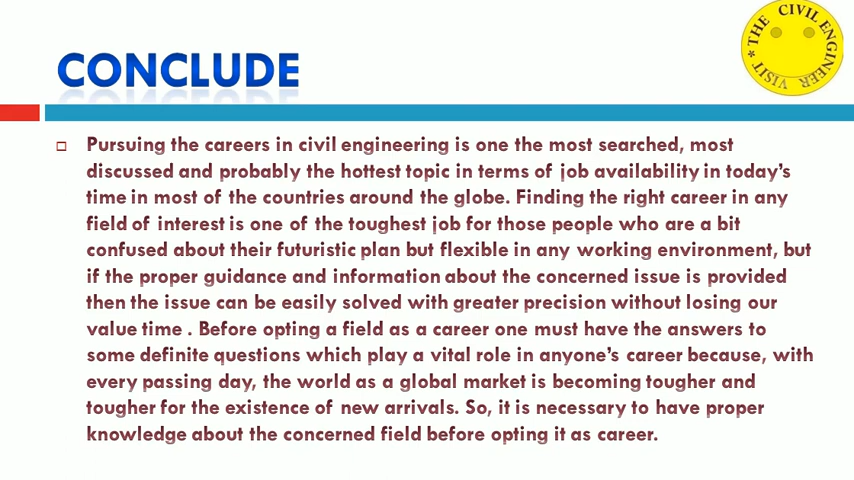 THE CIVIL ENGINEER
VISIT
CONCLUDE
Pursuing the careers in civil engineering is one the most searched, most
discussed and probably the hottest topic in terms of job availability in today's
time in most of the countries around the globe. Finding the right career in any
field of interest is one of the toughest job for those people who are a bit
confused about their futuristic plan but flexible in any working environment, but
if the proper guidance and information about the concerned issue is provided
then the issue can be easily solved with greater precision without losing our
value time . Before opting a field as a career one must have the answers to
some definite questions which play a vital role in anyone's career because, with
every passing day, the world as a global market is becoming tougher and
tougher for the existence of new arrivals. So, it is necessary to have proper
knowledge about the concerned field before opting it as career.